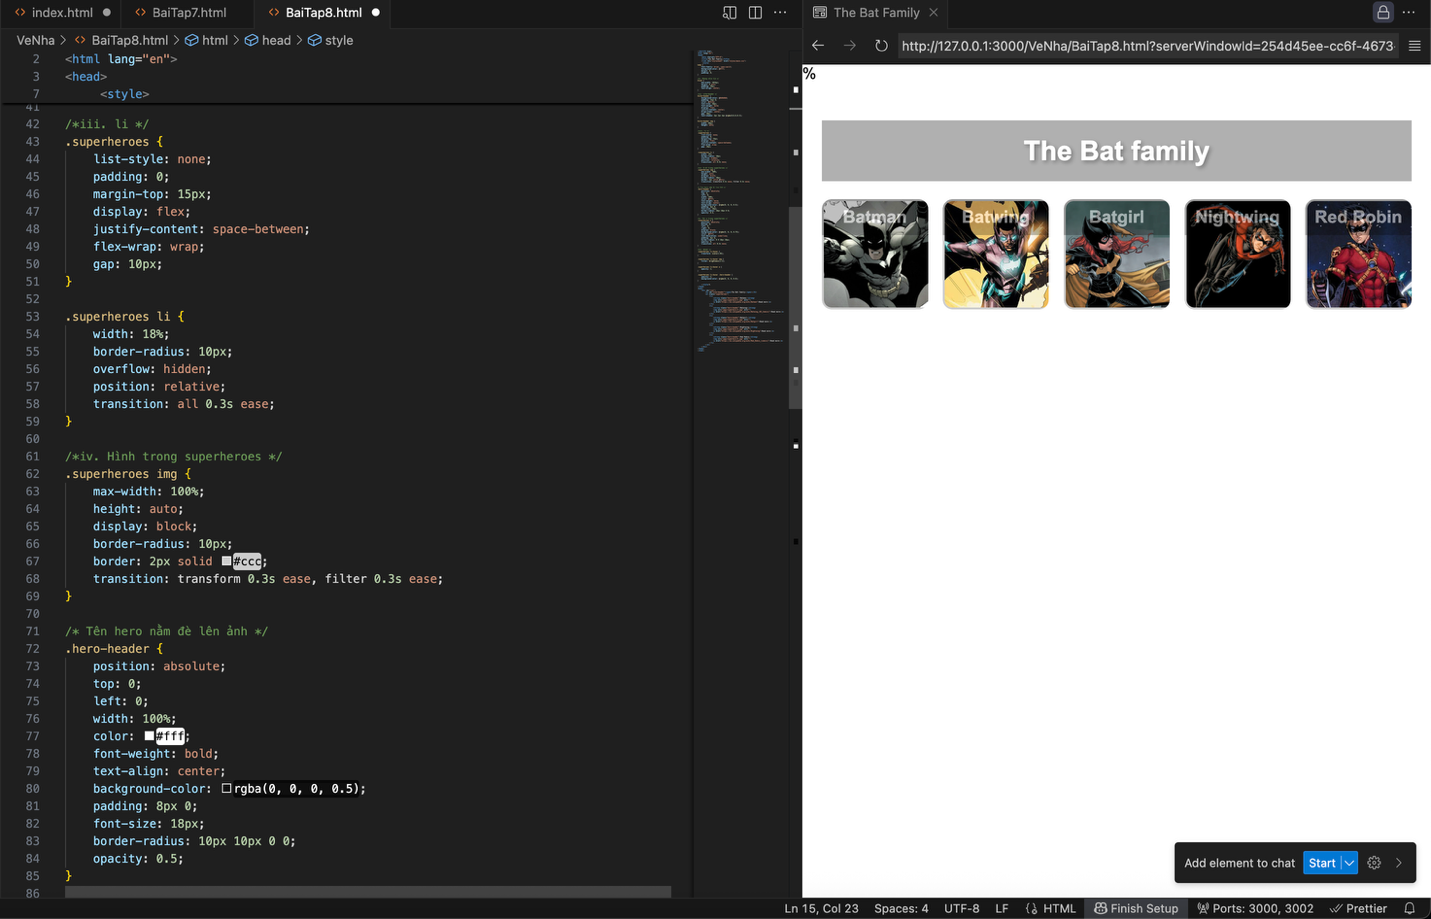 index.html
BaiTap7.html
BaiTap8.html
The Bat Family
VeNha > BaiTap8.html > html > head > style
http://127.0.0.1:3000/VeNha/BaiTap8.html?serverWindowId=254d45ee-cc6f-4673-
2 <html lang="en">
3 <head>
7 <style>
41
42 /*iii. li */
43 .superheroes {
44 list-style: none;
45 padding: 0;
46 margin-top: 15px;
47 display: flex;
48 justify-content: space-between;
49 flex-wrap: wrap;
50 gap: 10px;
51 }
52
53 .superheroes li {
54 width: 18%;
55 border-radius: 10px;
56 overflow: hidden;
57 position: relative;
58 transition: all 0.3s ease;
59 }
60
61 /*iv. Hình trong superheroes */
62 .superheroes img {
63 max-width: 100%;
64 height: auto;
65 display: block;
66 border-radius: 10px;
67 border: 2px solid #ccc;
68 transition: transform 0.3s ease, filter 0.3s ease;
69 }
70
71 /* Tên hero nằm đè lên ảnh */
72 .hero-header {
73 position: absolute;
74 top: 0;
75 left: 0;
76 width: 100%;
77 color: #fff;
78 font-weight: bold;
79 text-align: center;
80 background-color: rgba(0, 0, 0, 0.5);
81 padding: 8px 0;
82 font-size: 18px;
83 border-radius: 10px 10px 0 0;
84 opacity: 0.5;
85 }
86
%
The Bat family
Batman
Batwing
Batgirl
Nightwing
Red Robin
Add element to chat Start
Ln 15, Col 23 Spaces: 4 UTF-8 LF HTML Finish Setup Ports: 3000, 3002 Prettier